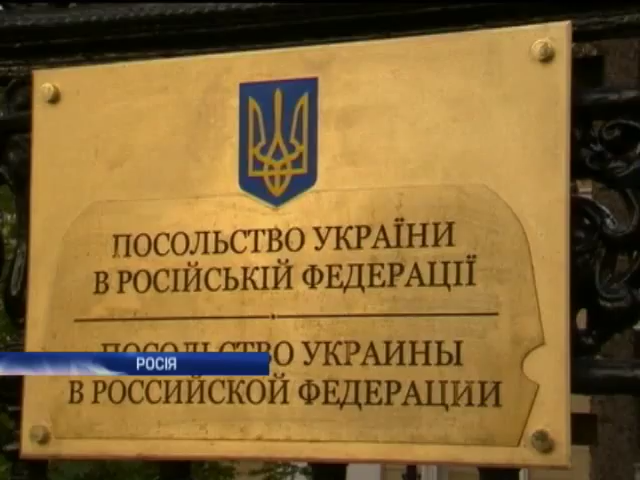 ПОСОЛЬСТВО УКРАЇНИ
В РОСІЙСЬКІЙ ФЕДЕРАЦІЇ
ПОСОЛЬСТВО УКРАИНЫ
РОСІЯ
В РОССИЙСКОЙ ФЕДЕРАЦИИ